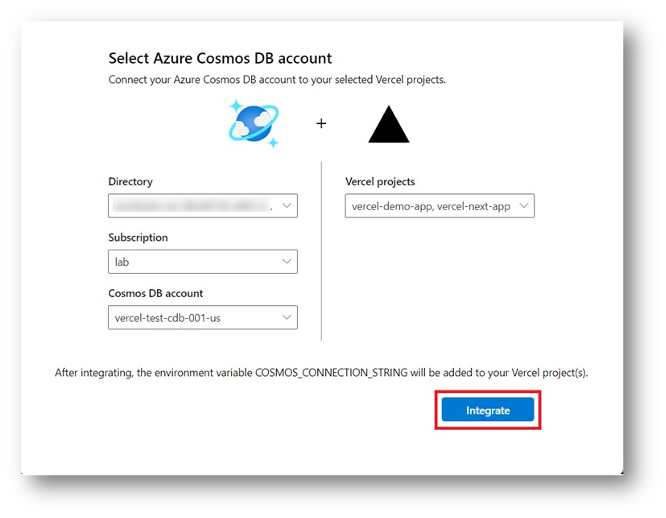 Select Azure Cosmos DB account
Connect your Azure Cosmos DB account to your selected Vercel projects.
+
Directory
Subscription
lab
Cosmos DB account
vercel-test-cdb-001-us
Vercel projects
vercel-demo-app, vercel-next-app
After integrating, the environment variable COSMOS_CONNECTION_STRING will be added to your Vercel project(s).
Integrate